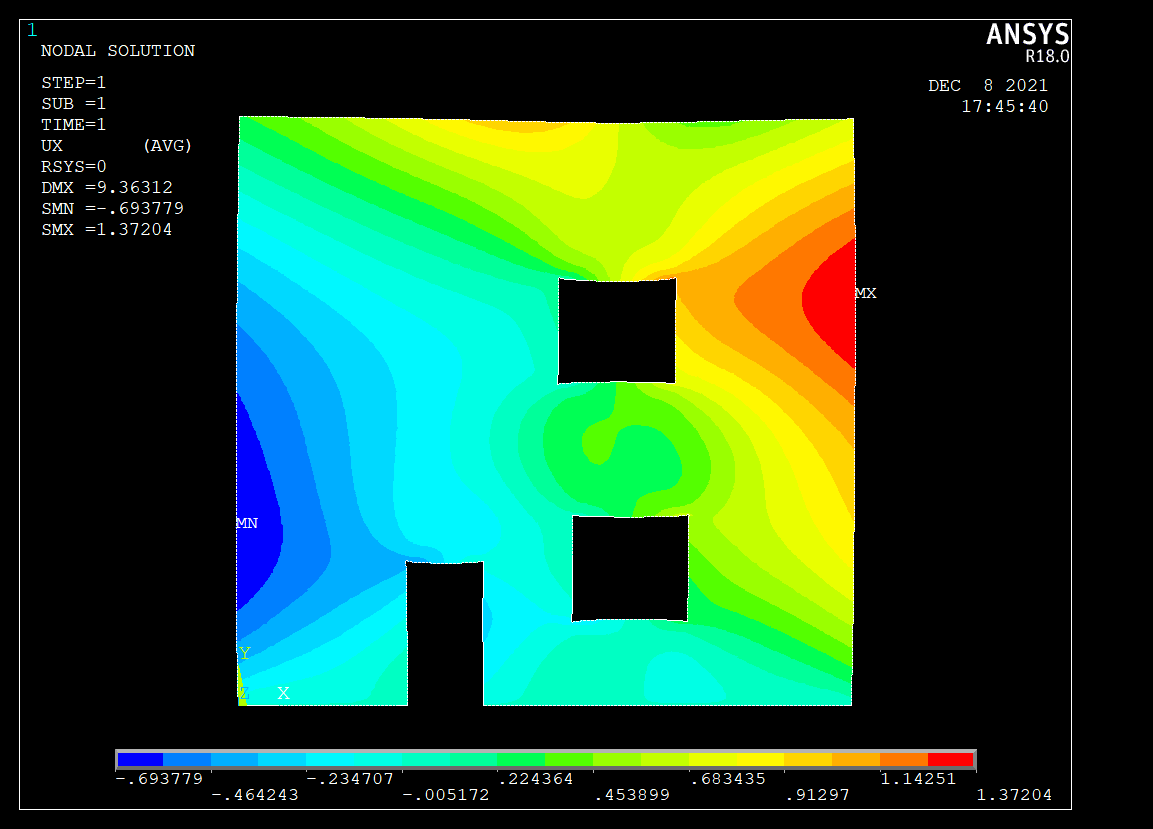 1
ANSYS
R18.0
NODAL SOLUTION
STEP=1
SUB =1
TIME=1
UX (AVG)
RSYS=0
DMX =9.36312
SMN =-.693779
SMX =1.37204
DEC 8 2021
17:45:40
MX
MN
Y
Z X
-.693779 -.234707 .224364 .683435 1.14251
-.464243 -.005172 .453899 .91297 1.37204